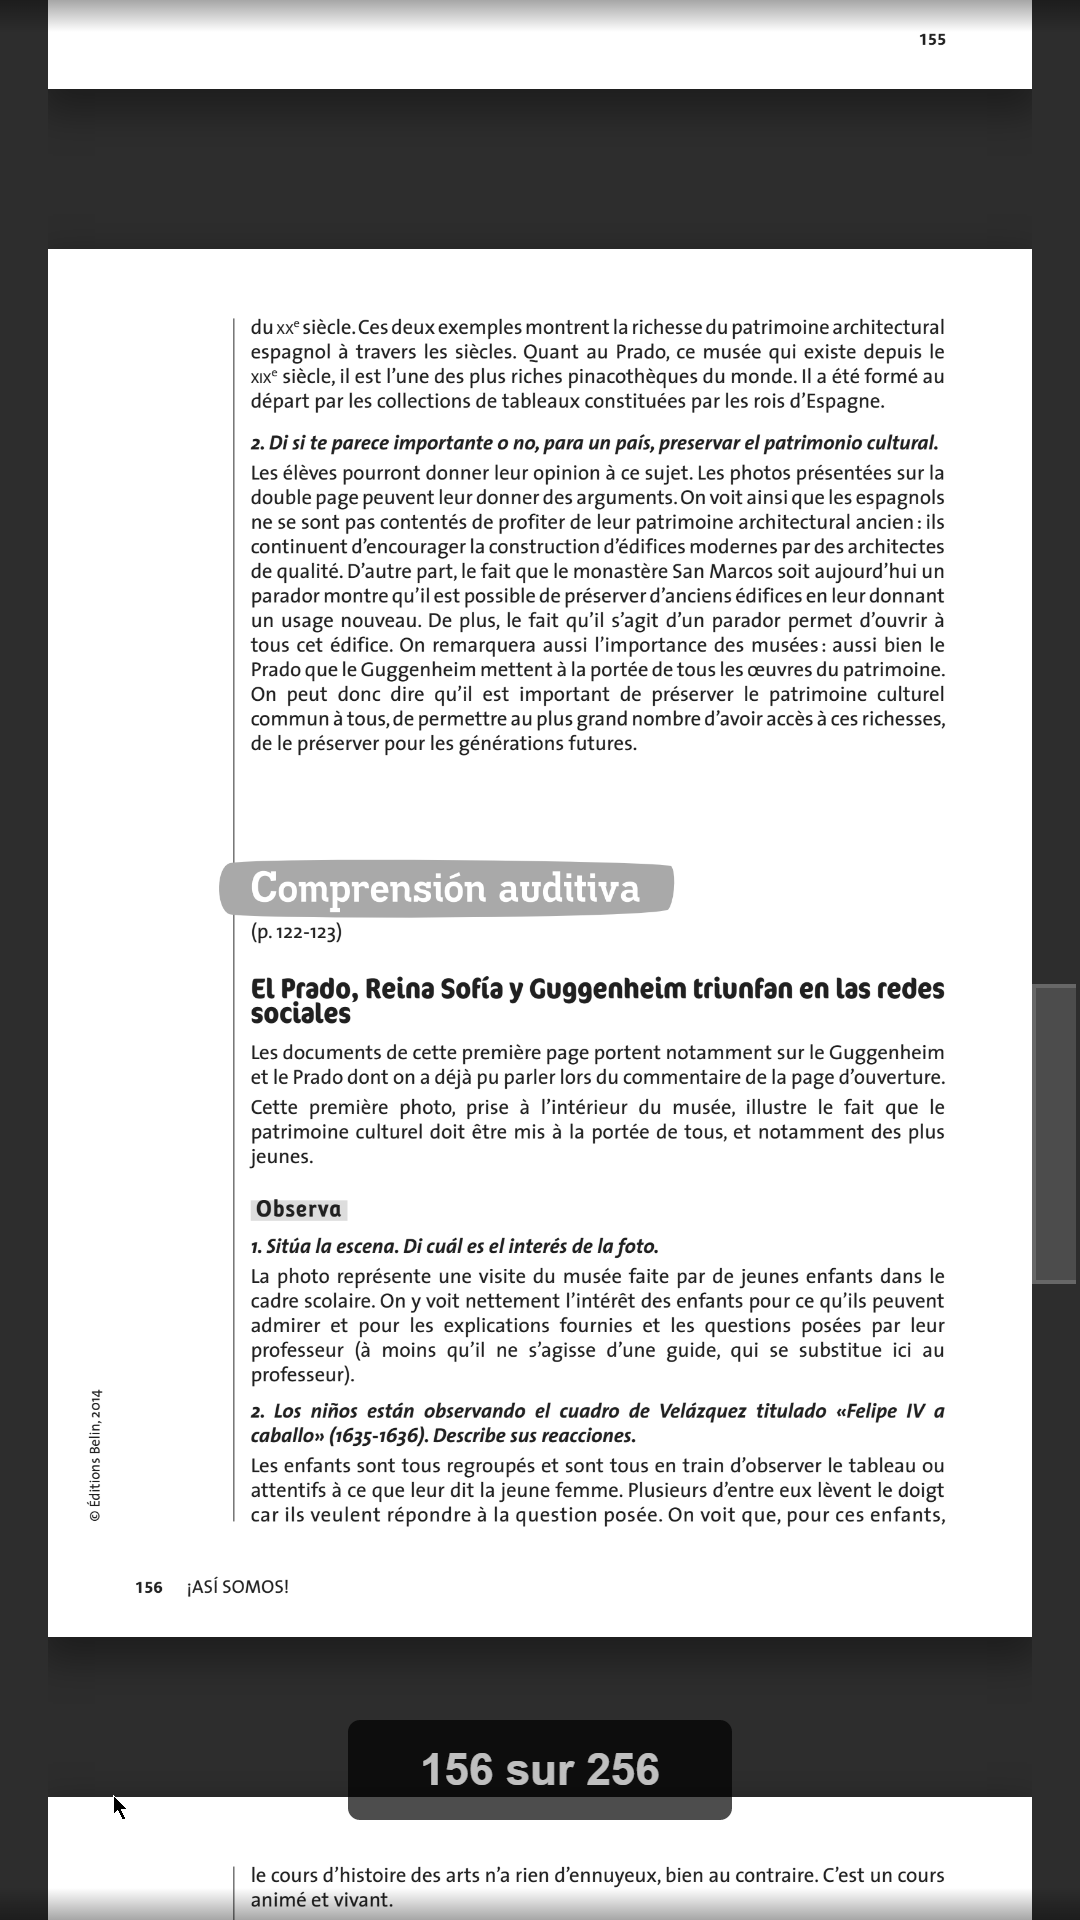 155
du XXe siècle. Ces deux exemples montrent la richesse du patrimoine architectural
espagnol à travers les siècles. Quant au Prado, ce musée qui existe depuis le
XIXe siècle, il est l'une des plus riches pinacothèques du monde. Il a été formé au
départ par les collections de tableaux constituées par les rois d'Espagne.
2. Di si te parece importante o no, para un país, preservar el patrimonio cultural.
Les élèves pourront donner leur opinion à ce sujet. Les photos présentées sur la
double page peuvent leur donner des arguments. On voit ainsi que les espagnols
ne se sont pas contentés de profiter de leur patrimoine architectural ancien : ils
continuent d'encourager la construction d'édifices modernes par des architectes
de qualité. D'autre part, le fait que le monastère San Marcos soit aujourd'hui un
parador montre qu'il est possible de préserver d'anciens édifices en leur donnant
un usage nouveau. De plus, le fait qu'il s'agit d'un parador permet d'ouvrir à
tous cet édifice. On remarquera aussi l'importance des musées : aussi bien le
Prado que le Guggenheim mettent à la portée de tous les œuvres du patrimoine.
On peut donc dire qu'il est important de préserver le patrimoine culturel
commun à tous, de permettre au plus grand nombre d'avoir accès à ces richesses,
de le préserver pour les générations futures.
Comprensión auditiva
(p. 122-123)
El Prado, Reina Sofía y Guggenheim triunfan en las redes
sociales
Les documents de cette première page portent notamment sur le Guggenheim
et le Prado dont on a déjà pu parler lors du commentaire de la page d'ouverture.
Cette première photo, prise à l'intérieur du musée, illustre le fait que le
patrimoine culturel doit être mis à la portée de tous, et notamment des plus
jeunes.
Observa
1. Sitúa la escena. Di cuál es el interés de la foto.
La photo représente une visite du musée faite par de jeunes enfants dans le
cadre scolaire. On y voit nettement l'intérêt des enfants pour ce qu'ils peuvent
admirer et pour les explications fournies et les questions posées par leur
professeur (à moins qu'il ne s'agisse d'une guide, qui se substitue ici au
professeur).
2. Los niños están observando el cuadro de Velázquez titulado «Felipe IV a
caballo» (1635-1636). Describe sus reacciones.
Les enfants sont tous regroupés et sont tous en train d'observer le tableau ou
attentifs à ce que leur dit la jeune femme. Plusieurs d'entre eux lèvent le doigt
car ils veulent répondre à la question posée. On voit que, pour ces enfants,
© Éditions Belin, 2014
156 ¡ASÍ SOMOS!
156 sur 256
le cours d'histoire des arts n'a rien d'ennuyeux, bien au contraire. C'est un cours
animé et vivant.